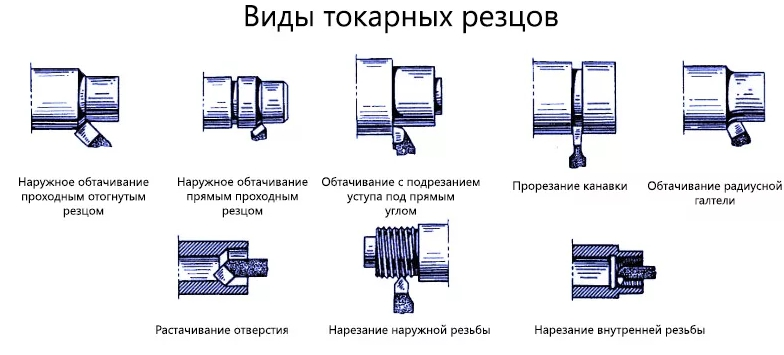 Виды токарных резцов
Наружное обтачивание
проходным отогнутым
резцом
Наружное обтачивание
прямым проходным
резцом
Обтачивание с подрезанием
уступа под прямым
углом
Прорезание канавки
Обтачивание радиусной
галтели
Растачивание отверстия
Нарезание наружной резьбы
Нарезание внутренней резьбы